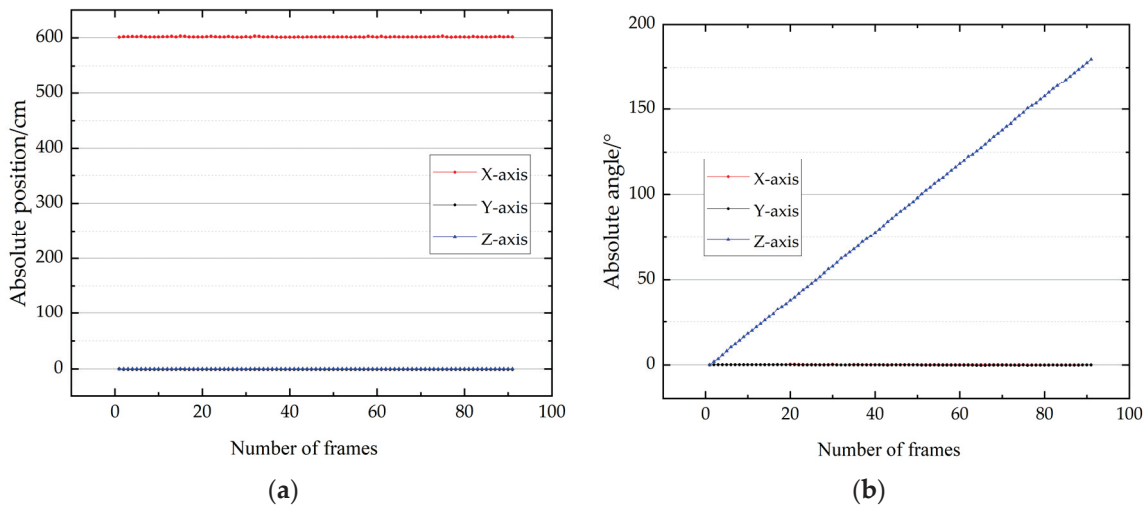 600
500
400
300
200
100
0
Absolute position/cm
X-axis
Y-axis
Z-axis
0 20 40 60 80 100
Number of frames
(a)
200
150
100
50
0
Absolute angle/°
X-axis
Y-axis
Z-axis
0 20 40 60 80 100
Number of frames
(b)